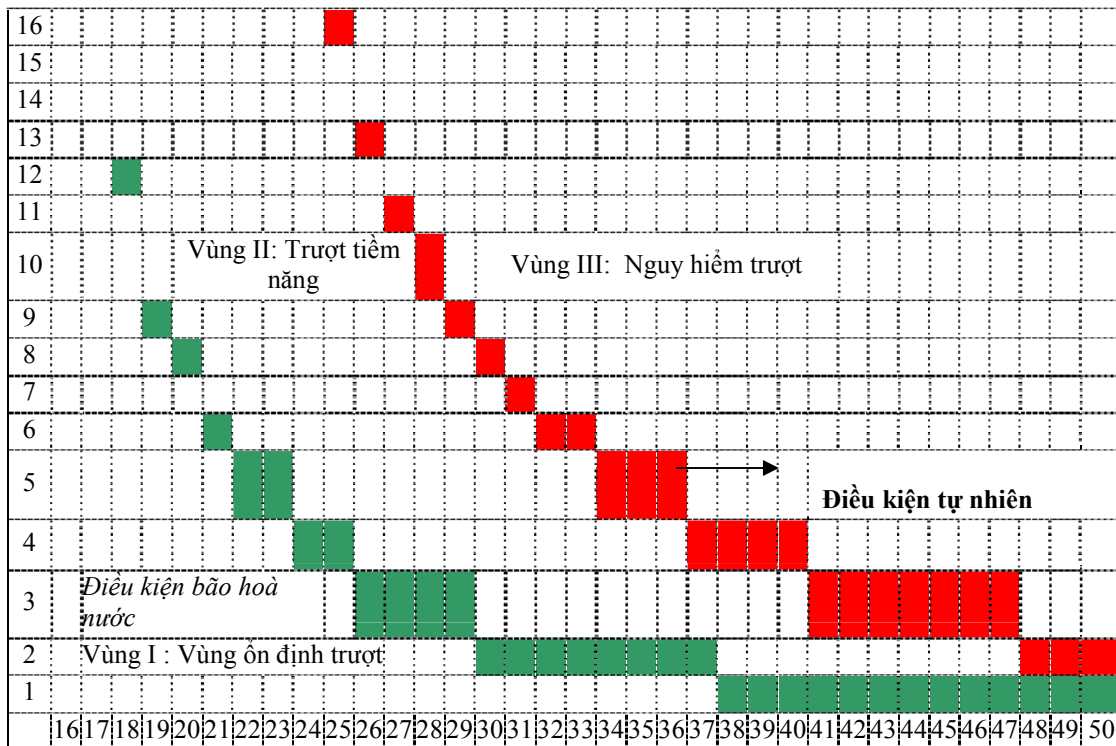 16
15
14
13
12
11
Vùng II: Trượt tiềm
năng
10
Vùng III: Nguy hiểm trượt
9
8
7
6
5
Điều kiện tự nhiên
4
Điều kiện bão hoà
nước
3
2
Vùng I : Vùng ổn định trượt
1
16 17 18 19 20 21 22 23 24 25 26 27 28 29 30 31 32 33 34 35 36 37 38 39 40 41 42 43 44 45 46 47 48 49 50